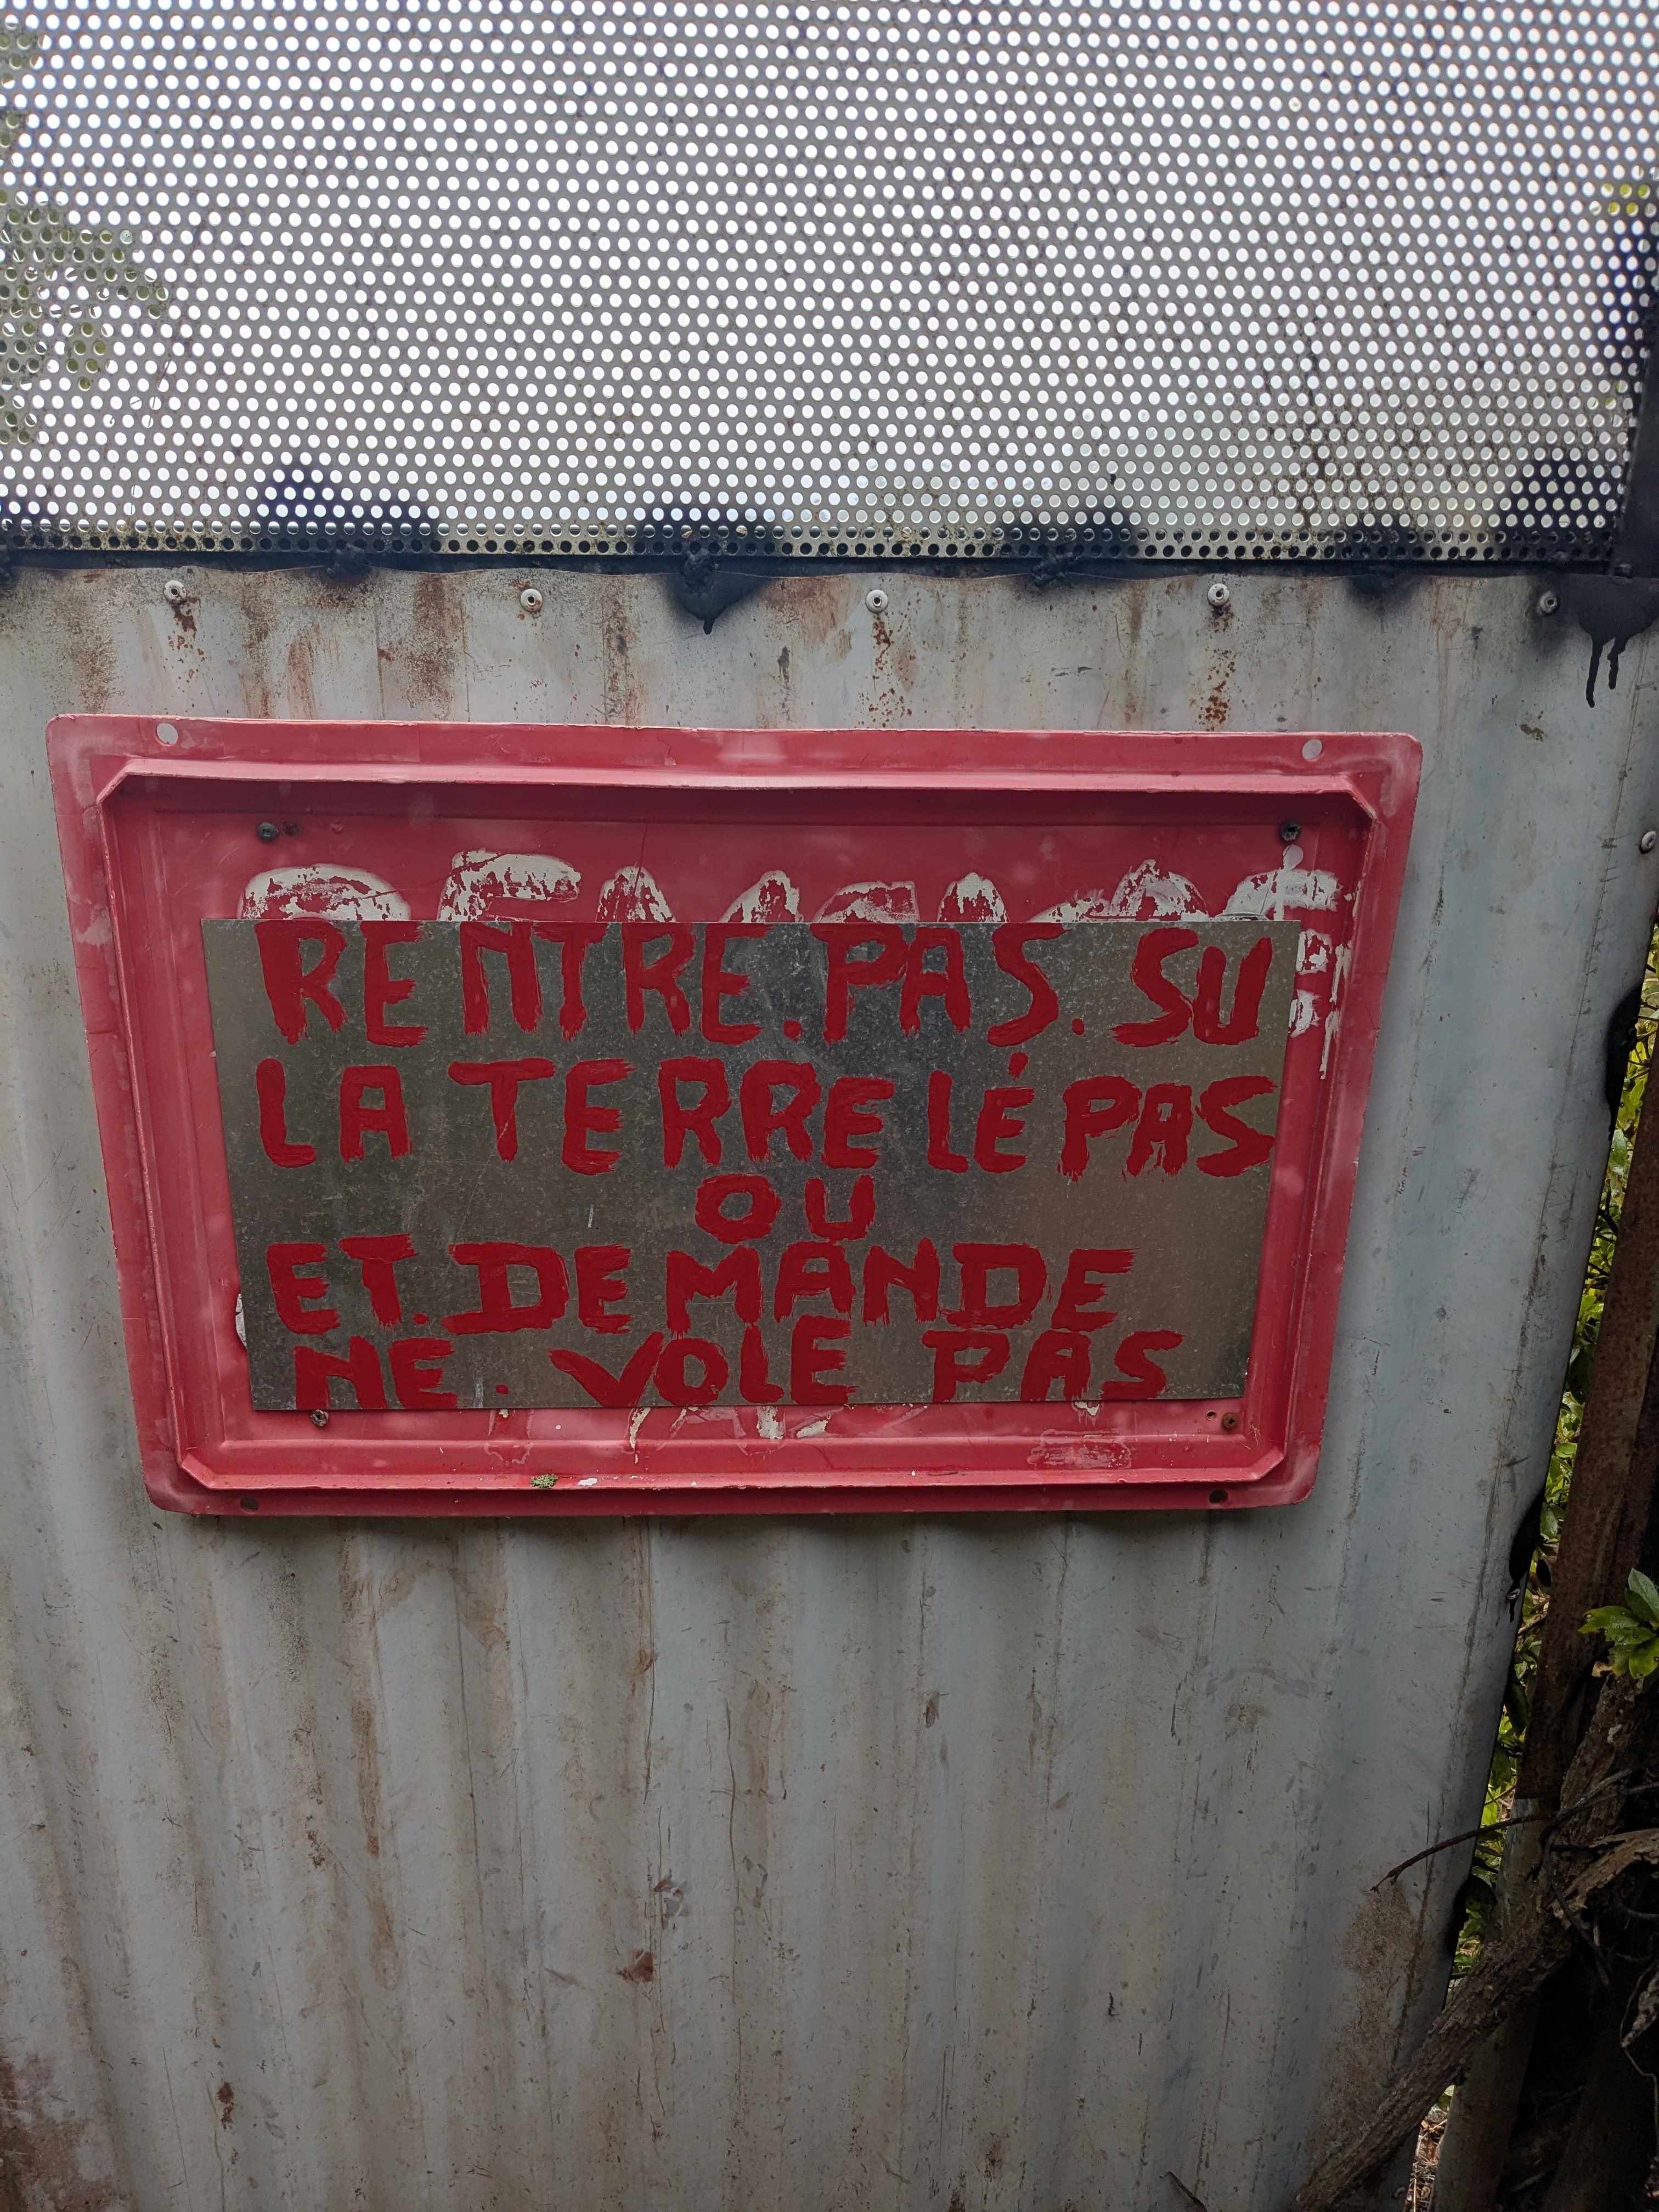 RENTRE.PAS.SU
LA TERRE LÉ PAS
OU
ET.DEMANDE
NE.VOLE PAS